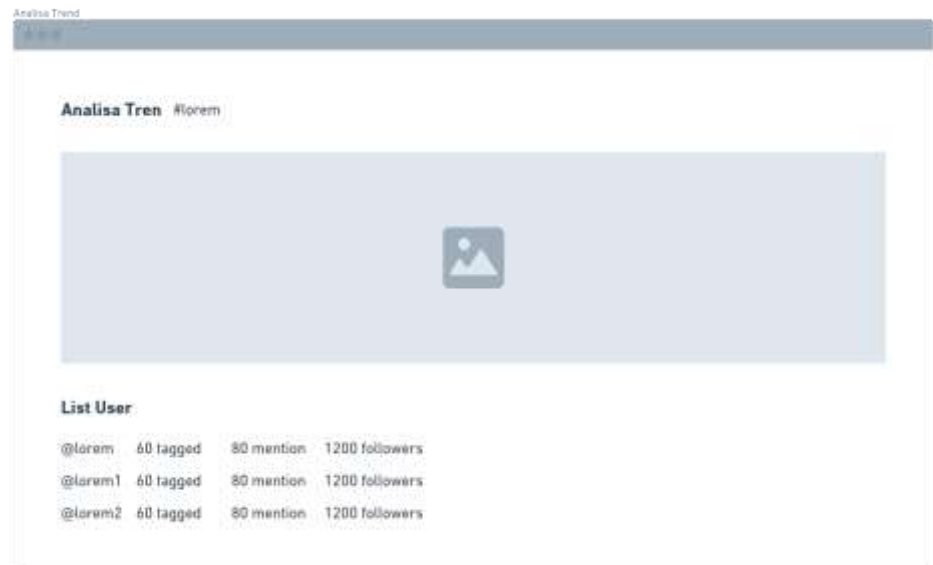 Analisa Trend
Analisa Tren #lorem
List User
@lorem 60 tagged 80 mention 1200 followers
@lorem1 60 tagged 80 mention 1200 followers
@lorem2 60 tagged 80 mention 1200 followers